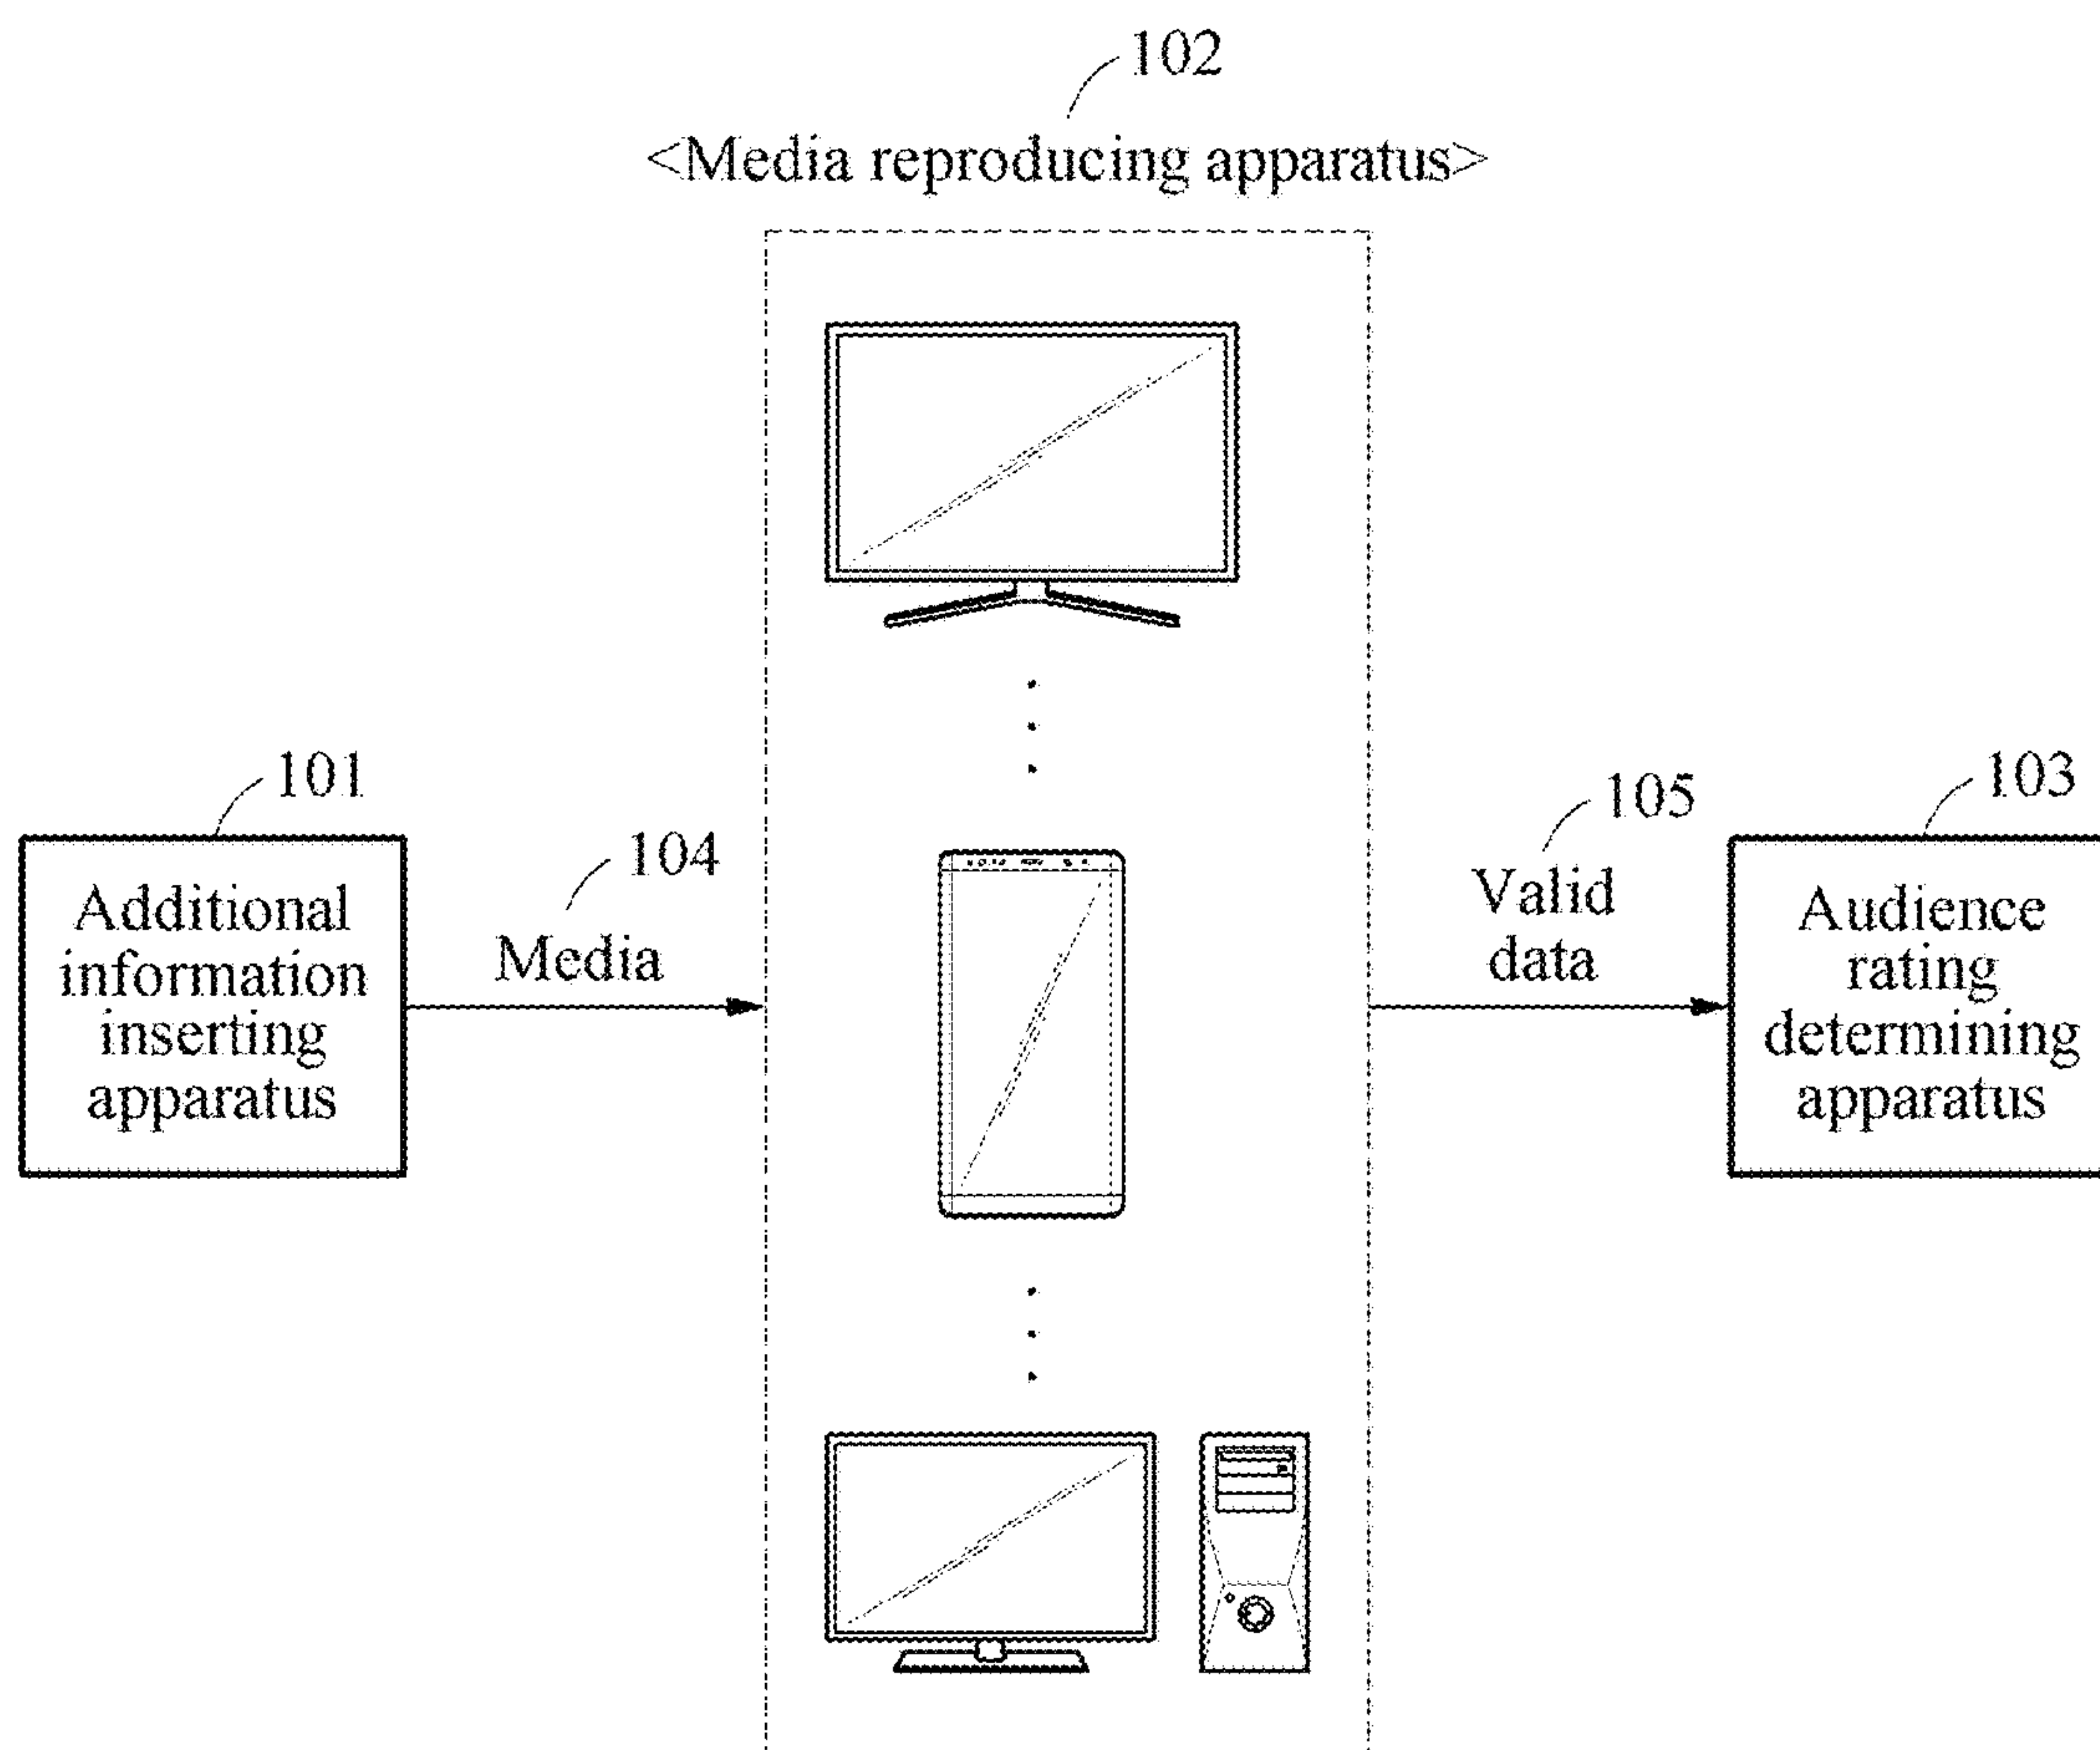 102
<Media reproducing apparatus>
101
Additional
information
inserting
apparatus
104
Media
105
Valid
data
103
Audience
rating
determining
apparatus